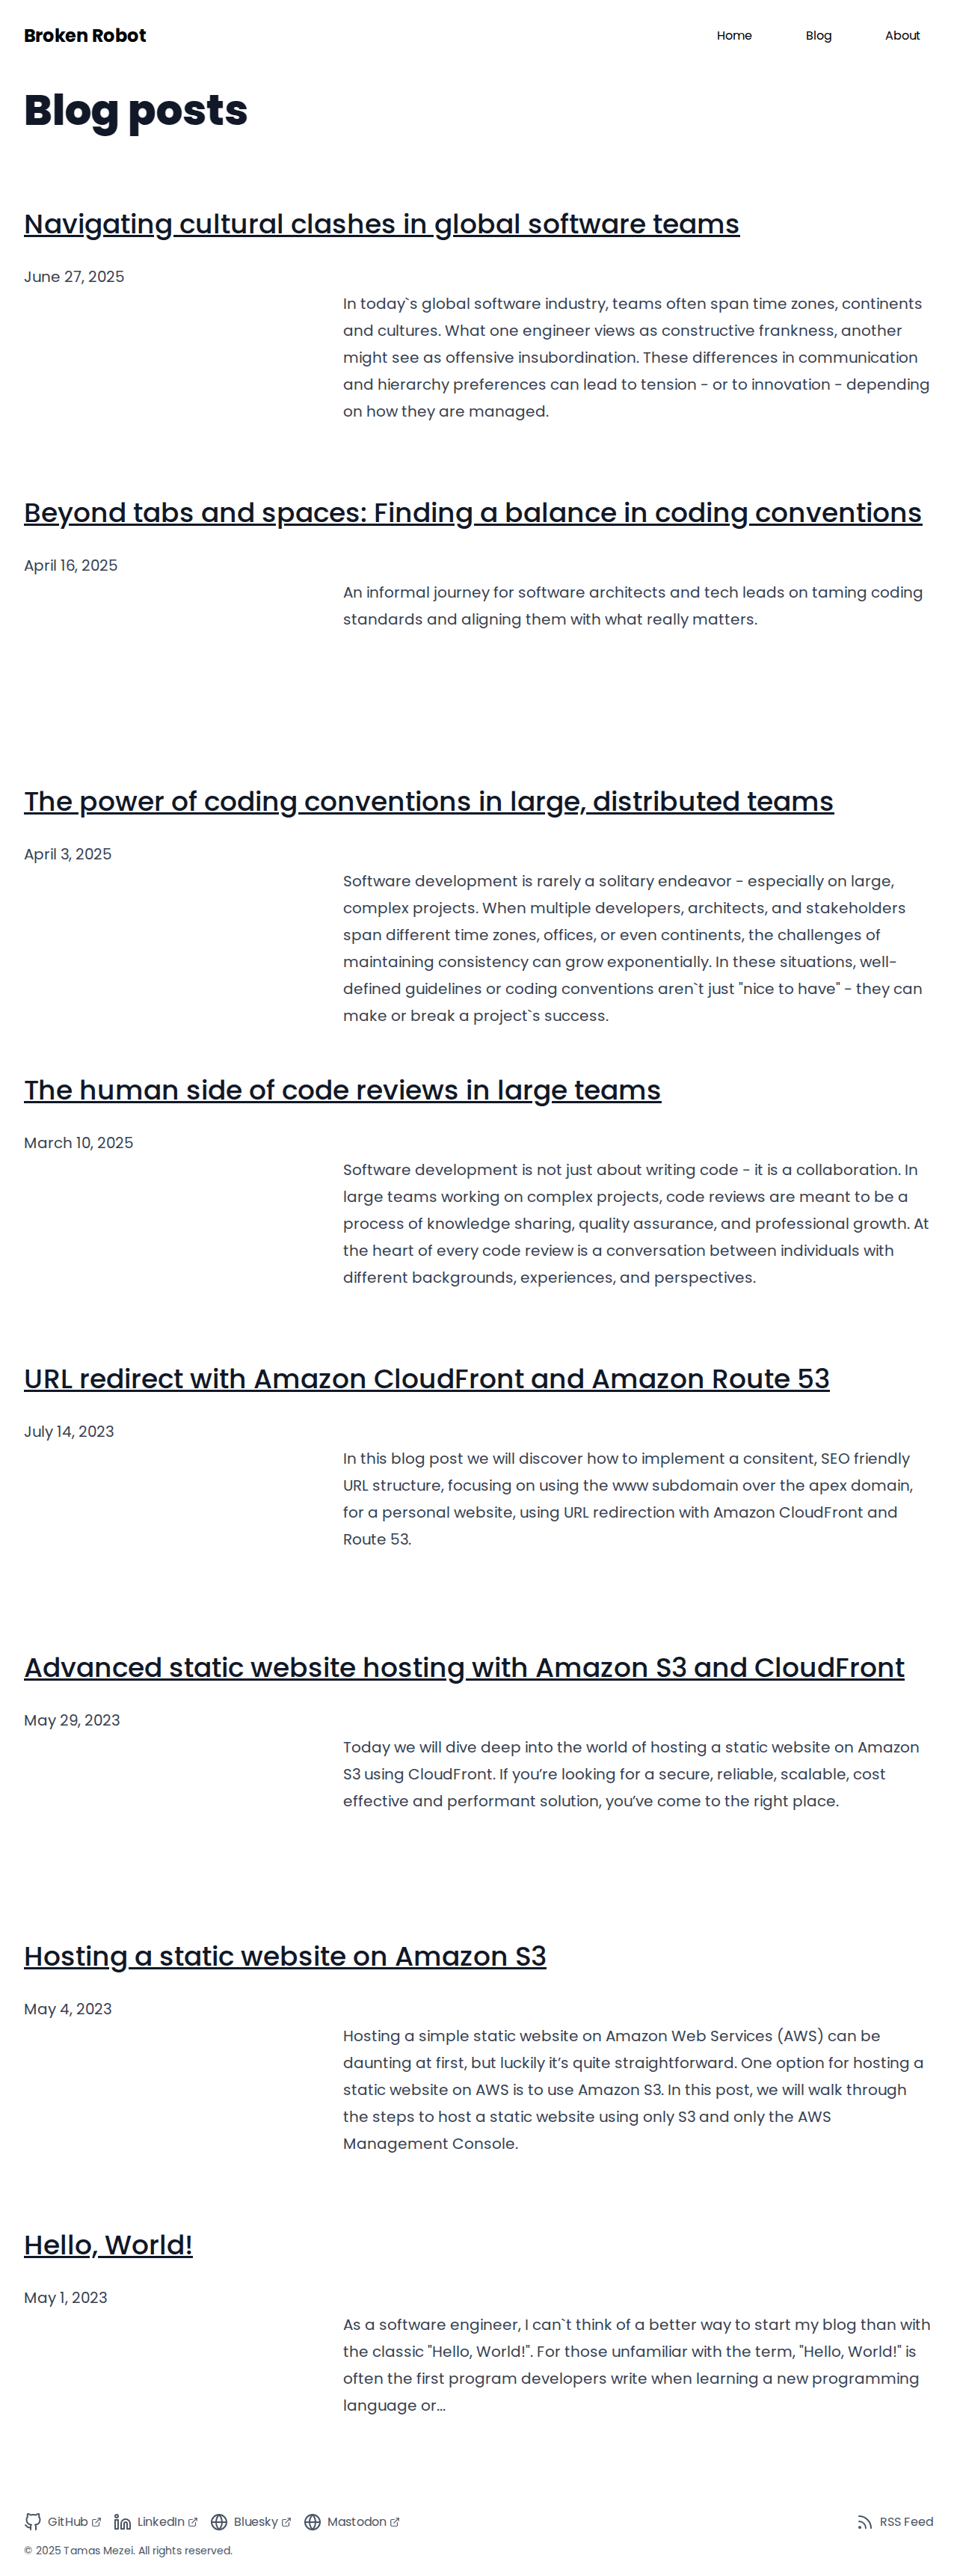 Broken Robot
Home
Blog
About
Blog posts
Navigating cultural clashes in global software teams
June 27, 2025
In today`s global software industry, teams often span time zones, continents
and cultures. What one engineer views as constructive frankness, another
might see as offensive insubordination. These differences in communication
and hierarchy preferences can lead to tension - or to innovation - depending
on how they are managed.
Beyond tabs and spaces: Finding a balance in coding conventions
April 16, 2025
An informal journey for software architects and tech leads on taming coding
standards and aligning them with what really matters.
The power of coding conventions in large, distributed teams
April 3, 2025
Software development is rarely a solitary endeavor - especially on large,
complex projects. When multiple developers, architects, and stakeholders
span different time zones, offices, or even continents, the challenges of
maintaining consistency can grow exponentially. In these situations, well-
defined guidelines or coding conventions aren`t just "nice to have" - they can
make or break a project`s success.
The human side of code reviews in large teams
March 10, 2025
Software development is not just about writing code - it is a collaboration. In
large teams working on complex projects, code reviews are meant to be a
process of knowledge sharing, quality assurance, and professional growth. At
the heart of every code review is a conversation between individuals with
different backgrounds, experiences, and perspectives.
URL redirect with Amazon CloudFront and Amazon Route 53
July 14, 2023
In this blog post we will discover how to implement a consitent, SEO friendly
URL structure, focusing on using the www subdomain over the apex domain,
for a personal website, using URL redirection with Amazon CloudFront and
Route 53.
Advanced static website hosting with Amazon S3 and CloudFront
May 29, 2023
Today we will dive deep into the world of hosting a static website on Amazon
S3 using CloudFront. If you’re looking for a secure, reliable, scalable, cost
effective and performant solution, you’ve come to the right place.
Hosting a static website on Amazon S3
May 4, 2023
Hosting a simple static website on Amazon Web Services (AWS) can be
daunting at first, but luckily it’s quite straightforward. One option for hosting a
static website on AWS is to use Amazon S3. In this post, we will walk through
the steps to host a static website using only S3 and only the AWS
Management Console.
Hello, World!
May 1, 2023
As a software engineer, I can`t think of a better way to start my blog than with
the classic "Hello, World!". For those unfamiliar with the term, "Hello, World!" is
often the first program developers write when learning a new programming
language or...
GitHub
LinkedIn
Bluesky
Mastodon
RSS Feed
© 2025 Tamas Mezei. All rights reserved.